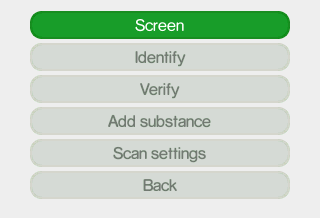 Screen
Identify
Verify
Add substance
Scan settings
Back